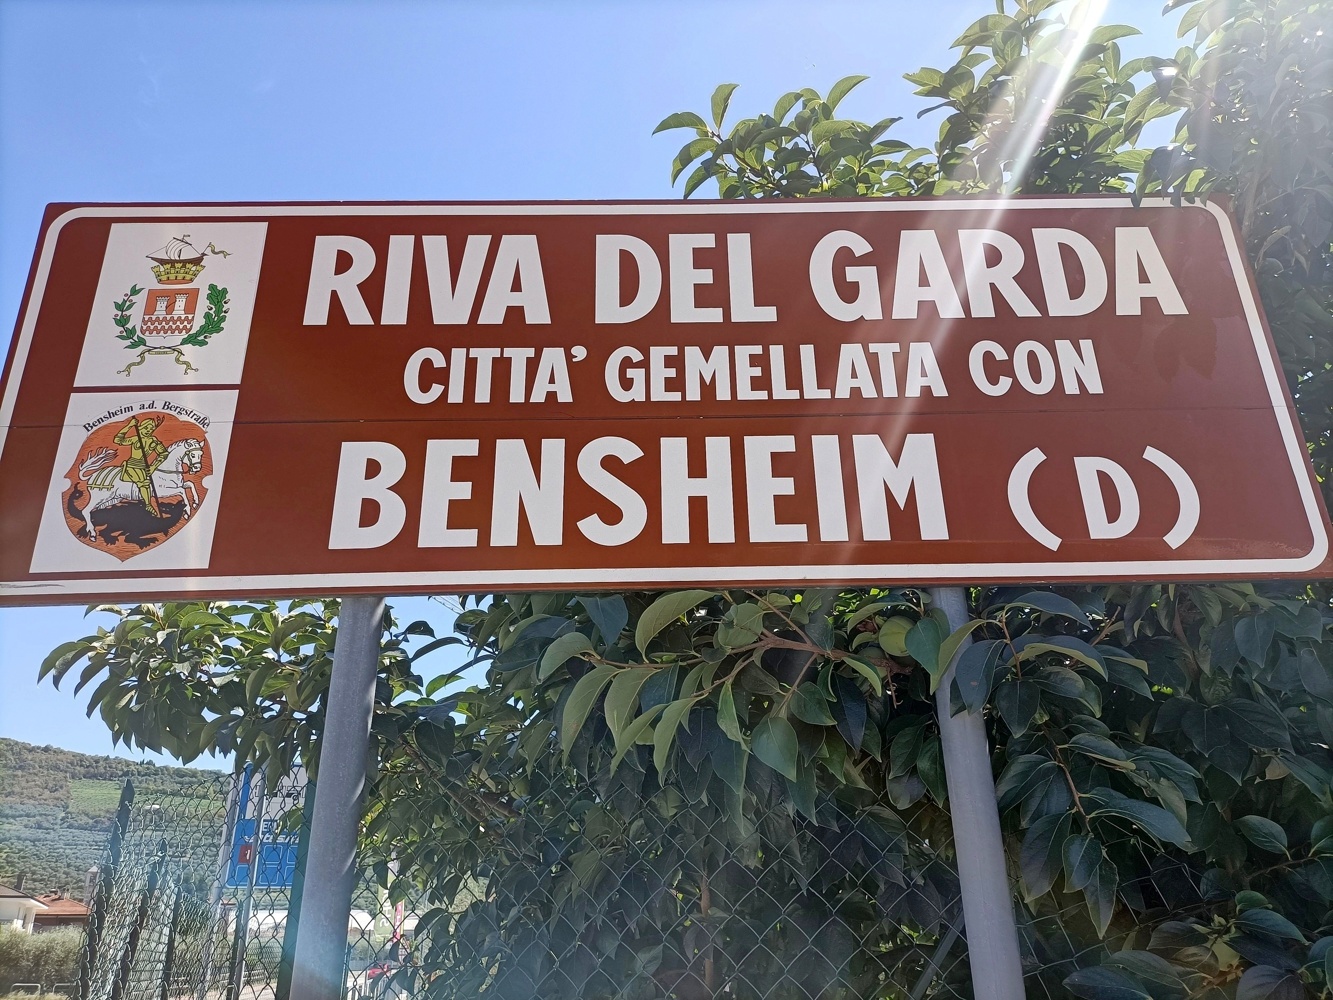 RIVA DEL GARDA
CITTA' GEMELLATA CON
Bensheim a.d. Bergstraße
BENSHEIM (D)